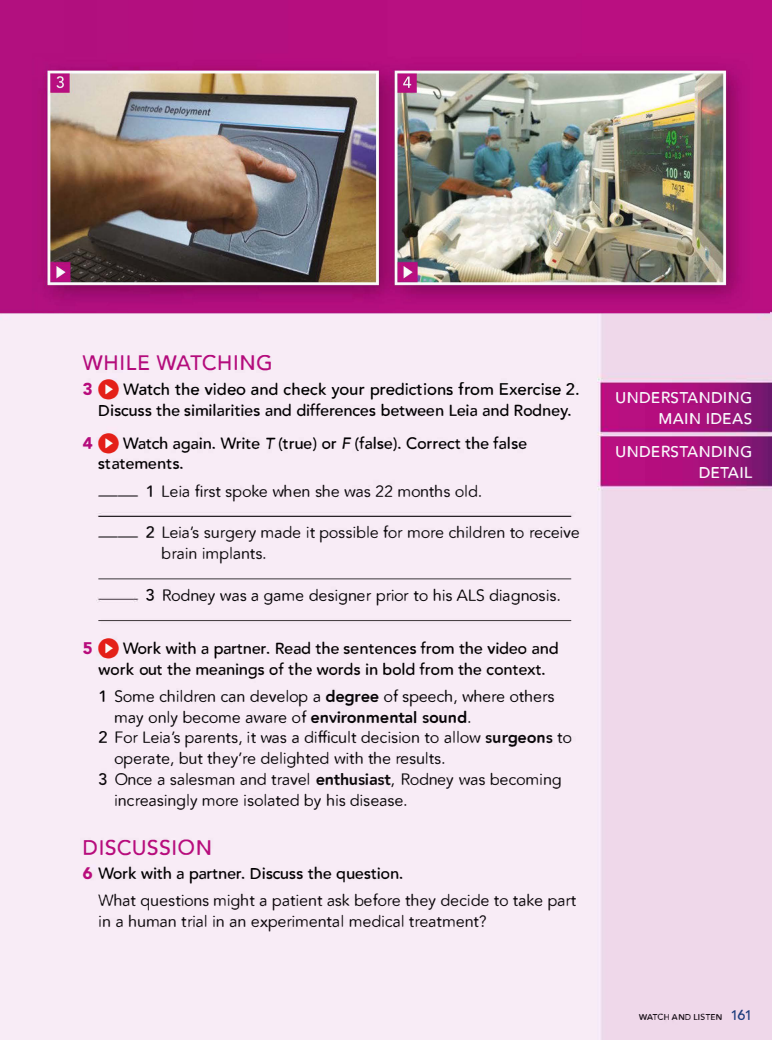 3
Stentrode Deployment
4
49
100 50
74/35
WHILE WATCHING
3 Watch the video and check your predictions from Exercise 2.
Discuss the similarities and differences between Leia and Rodney.
UNDERSTANDING
MAIN IDEAS
4 Watch again. Write T (true) or F (false). Correct the false
statements.
UNDERSTANDING
DETAIL
_____ 1 Leia first spoke when she was 22 months old.
_____ 2 Leia's surgery made it possible for more children to receive
brain implants.
_____ 3 Rodney was a game designer prior to his ALS diagnosis.
5 Work with a partner. Read the sentences from the video and
work out the meanings of the words in bold from the context.
1 Some children can develop a degree of speech, where others
may only become aware of environmental sound.
2 For Leia's parents, it was a difficult decision to allow surgeons to
operate, but they're delighted with the results.
3 Once a salesman and travel enthusiast, Rodney was becoming
increasingly more isolated by his disease.
DISCUSSION
6 Work with a partner. Discuss the question.
What questions might a patient ask before they decide to take part
in a human trial in an experimental medical treatment?
WATCH AND LISTEN 161